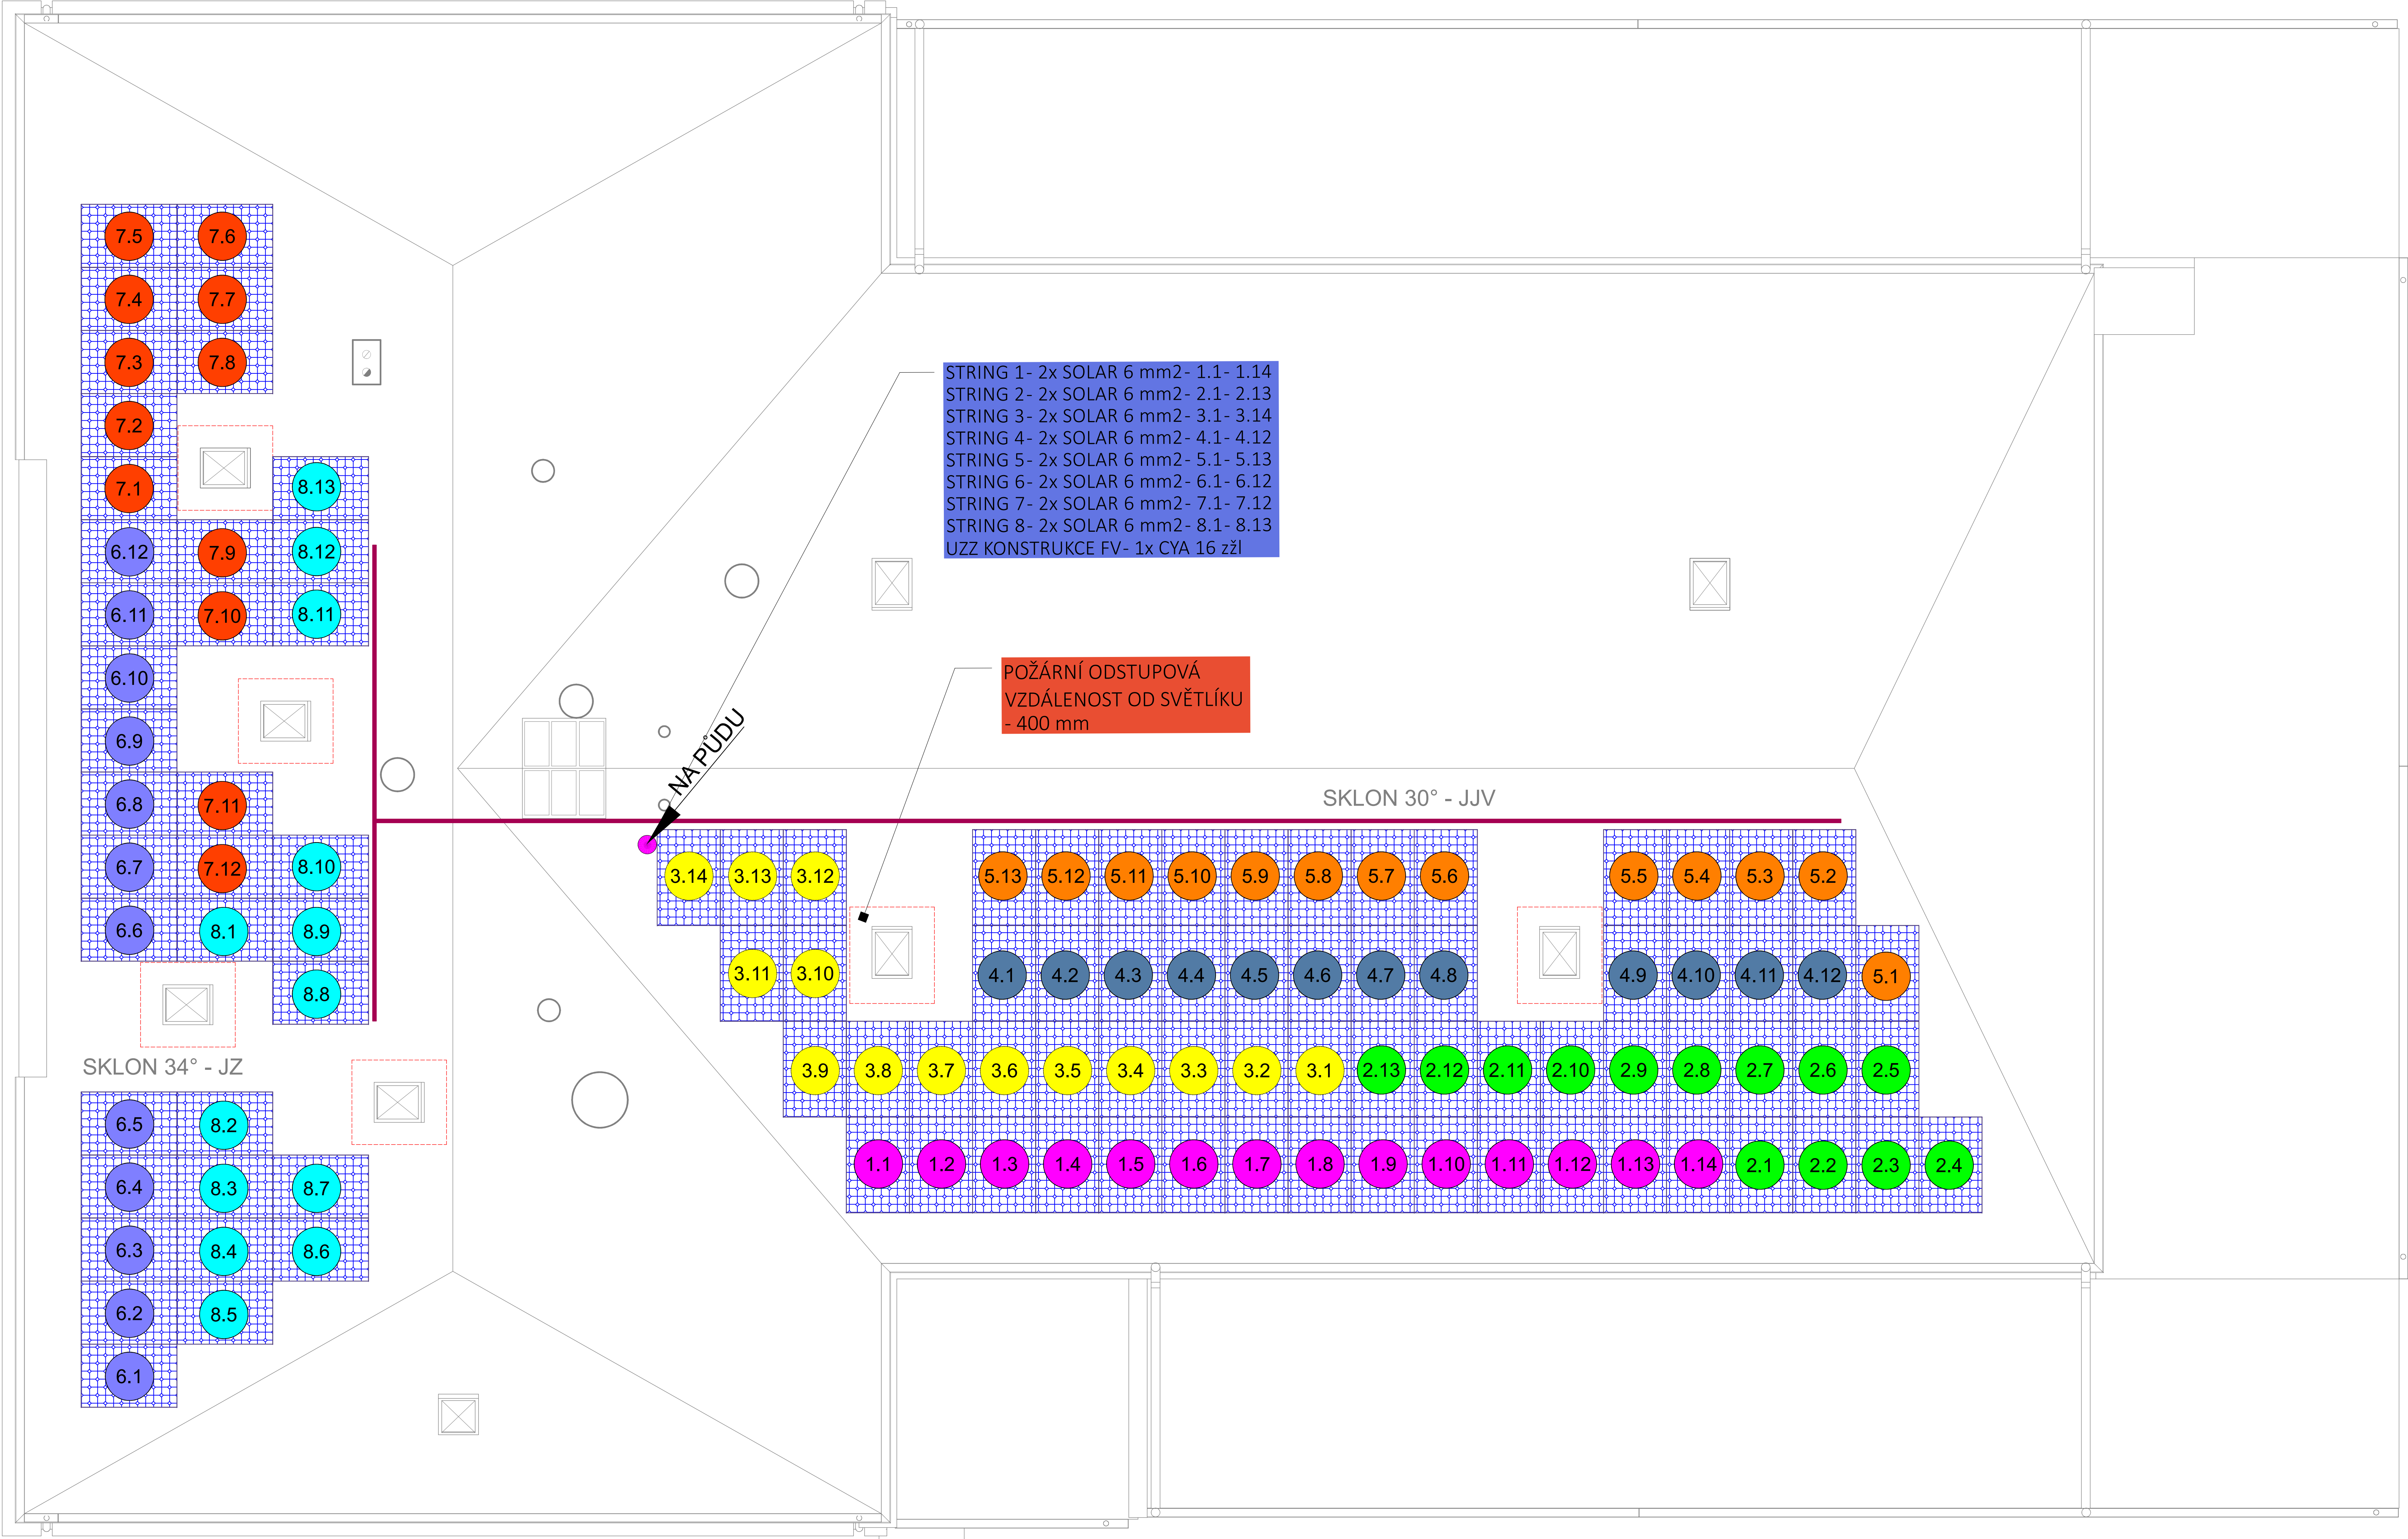 STRING 1- 2x SOLAR 6 mm2- 1.1- 1.14
STRING 2- 2x SOLAR 6 mm2- 2.1- 2.13
STRING 3- 2x SOLAR 6 mm2- 3.1- 3.14
STRING 4- 2x SOLAR 6 mm2- 4.1- 4.12
STRING 5- 2x SOLAR 6 mm2- 5.1- 5.13
STRING 6- 2x SOLAR 6 mm2- 6.1- 6.12
STRING 7- 2x SOLAR 6 mm2- 7.1- 7.12
STRING 8- 2x SOLAR 6 mm2- 8.1- 8.13
UZZ KONSTRUKCE FV- 1x CYA 16 zžl
POŽÁRNÍ ODSTUPOVÁ
VZDÁLENOST OD SVĚTLÍKU
- 400 mm
NA PŮDU
SKLON 30° - JJV
7.5 7.6
7.4 7.7
7.3 7.8
7.2
7.1 8.13
6.12 7.9 8.12
6.11 7.10 8.11
6.10
6.9
6.8 7.11
6.7 7.12 8.10
6.6 8.1 8.9
8.8
SKLON 34° - JZ
6.5 8.2
6.4 8.3 8.7
6.3 8.4 8.6
6.2 8.5
6.1
3.14 3.13 3.12 5.13 5.12 5.11 5.10 5.9 5.8 5.7 5.6 5.5 5.4 5.3 5.2
3.11 3.10 4.1 4.2 4.3 4.4 4.5 4.6 4.7 4.8 4.9 4.10 4.11 4.12 5.1
3.9 3.8 3.7 3.6 3.5 3.4 3.3 3.2 3.1 2.13 2.12 2.11 2.10 2.9 2.8 2.7 2.6 2.5
1.1 1.2 1.3 1.4 1.5 1.6 1.7 1.8 1.9 1.10 1.11 1.12 1.13 1.14 2.1 2.2 2.3 2.4